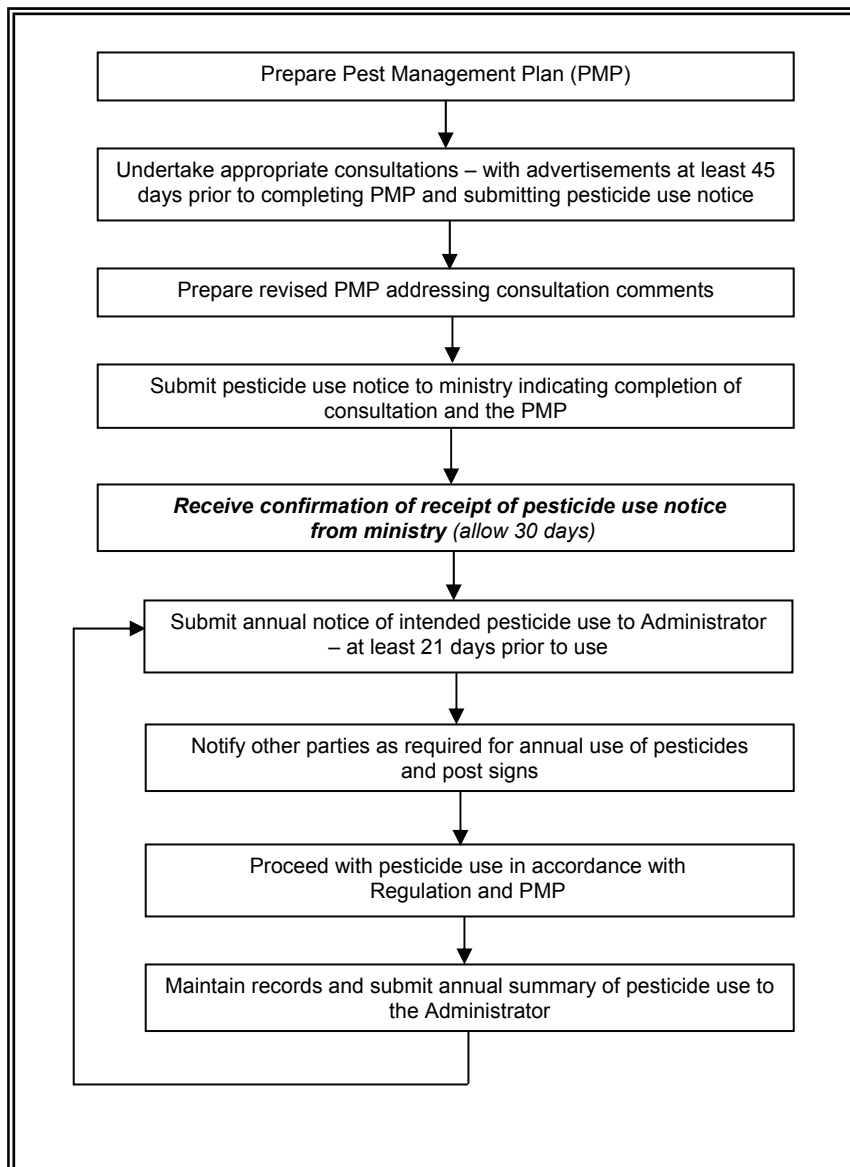 Prepare Pest Management Plan (PMP)
Undertake appropriate consultations – with advertisements at least 45
days prior to completing PMP and submitting pesticide use notice
Prepare revised PMP addressing consultation comments
Submit pesticide use notice to ministry indicating completion of
consultation and the PMP
Receive confirmation of receipt of pesticide use notice
from ministry (allow 30 days)
Submit annual notice of intended pesticide use to Administrator
– at least 21 days prior to use
Notify other parties as required for annual use of pesticides
and post signs
Proceed with pesticide use in accordance with
Regulation and PMP
Maintain records and submit annual summary of pesticide use to
the Administrator